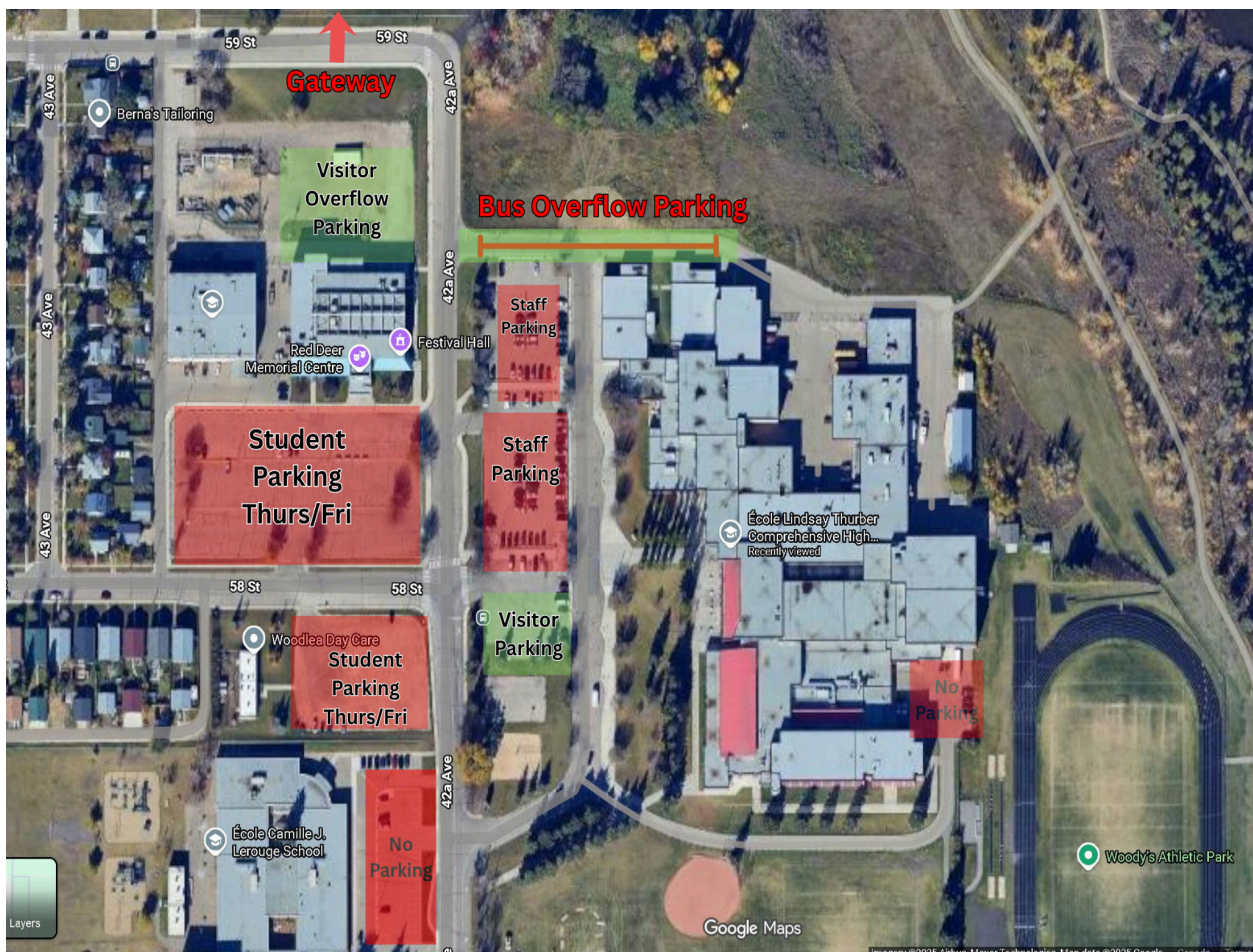 59 St
59 St
Gateway
43 Ave
42a Ave
Berna's Tailoring
Visitor
Overflow
Parking
Bus Overflow Parking
42a Ave
43 Ave
Staff
Parking
Festival Hall
Red Deer
Memorial Centre
Student
Parking
Thurs/Fri
Staff
Parking
43 Ave
École Lindsay Thurber
Comprehensive High...
Recently viewed
58 St
58 St
Visitor
Parking
Woodlea Day Care
Student
Parking
Thurs/Fri
No
Parking
42a Ave
École Camille J.
Lerouge School
No
Parking
Woody's Athletic Park
Layers
Google Maps